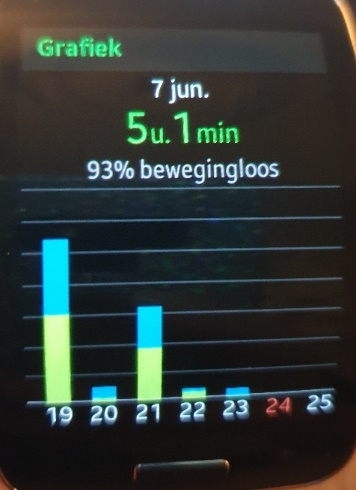 Grafiek
7 jun.
5u.1min
93% bewegingloos
19 20 21 22 23 24 25